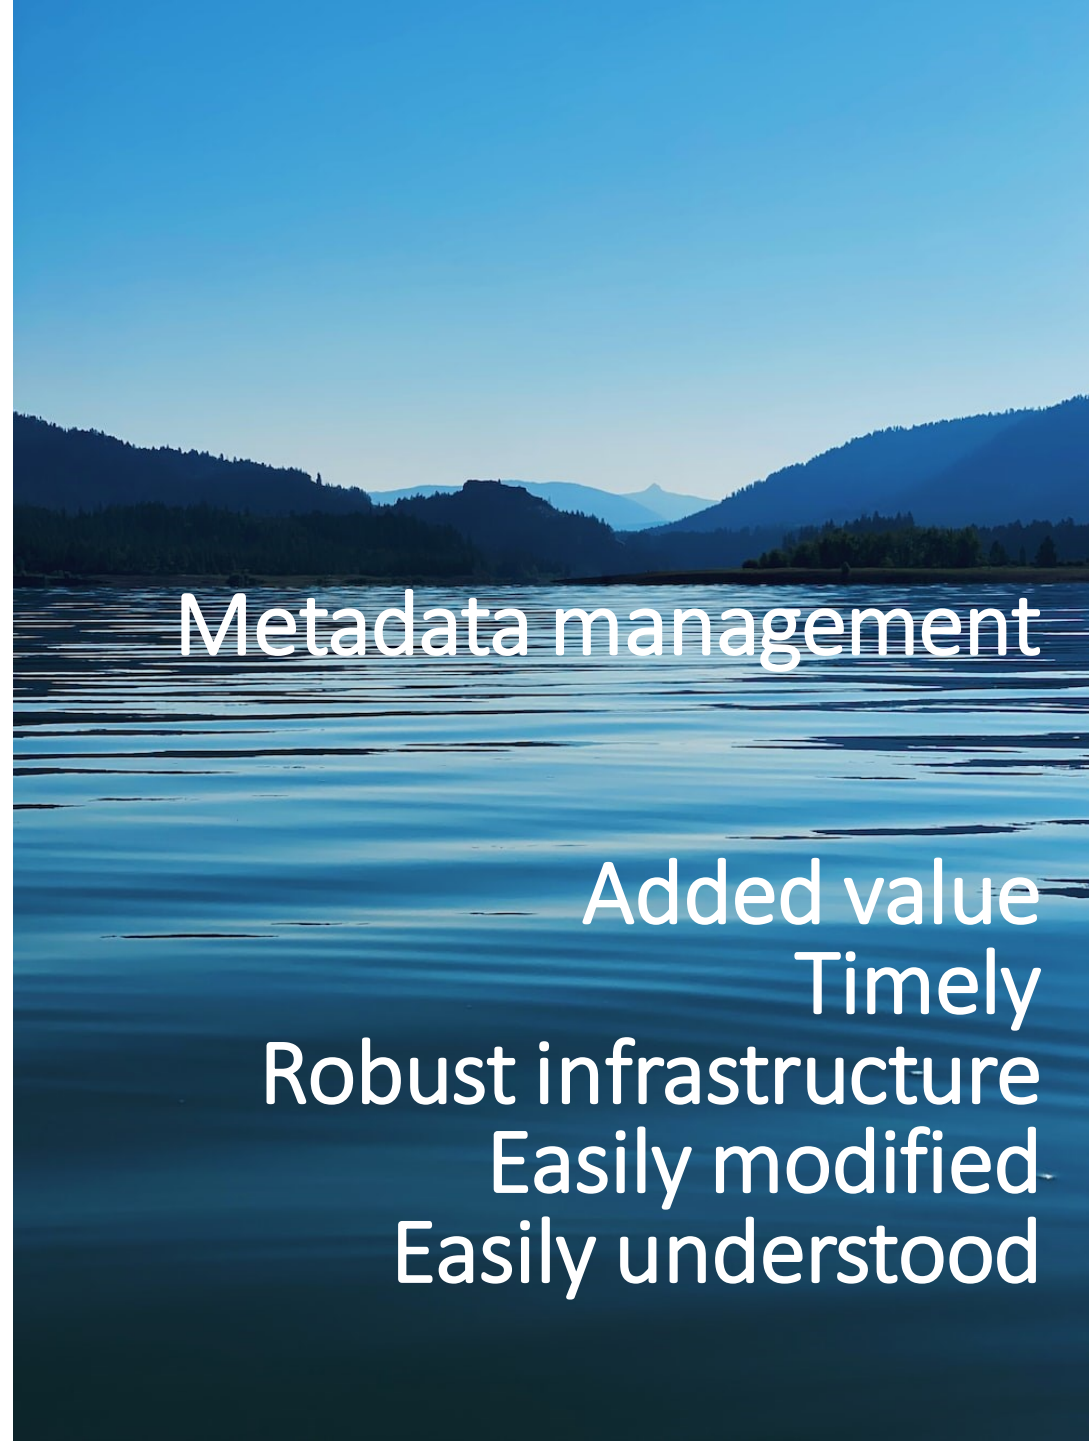 Metadata management
Added value
Timely
Robust infrastructure
Easily modified
Easily understood